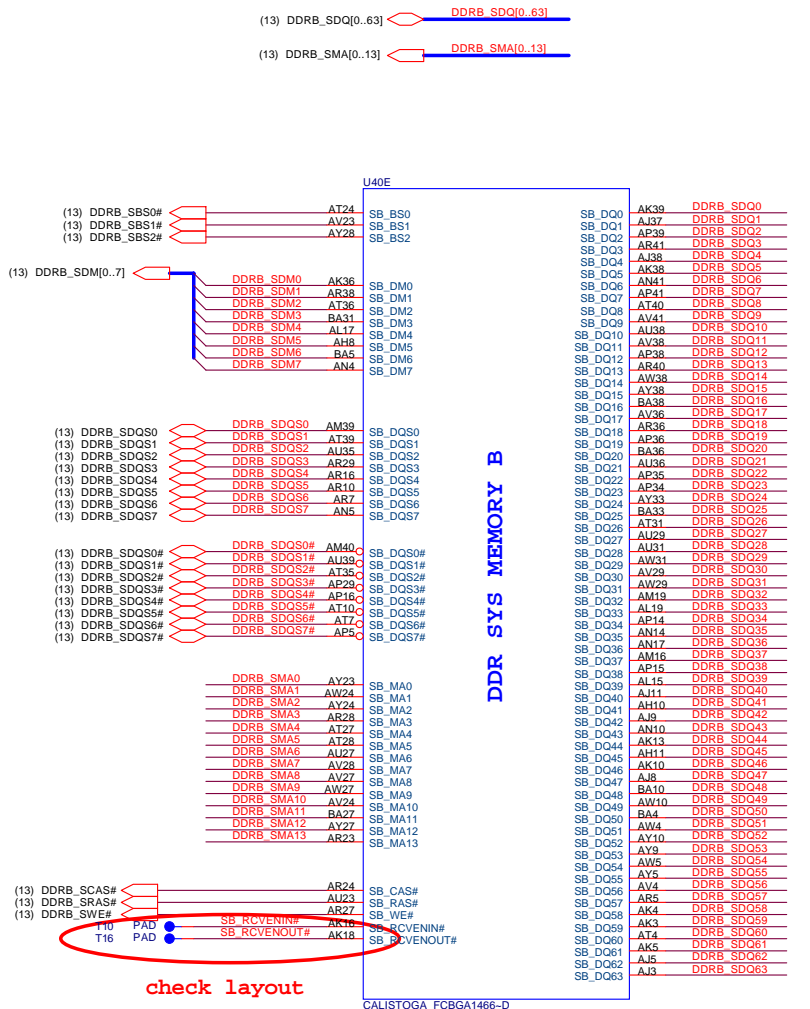 (13) DDRB_SDQ[0..63] DDRB_SDQ[0..63]
(13) DDRB_SMA[0..13] DDRB_SMA[0..13]
U40E
(13) DDRB_SBS0# AT24 SB_BS0
(13) DDRB_SBS1# AV23 SB_BS1
(13) DDRB_SBS2# AY28 SB_BS2
(13) DDRB_SDM[0..7]
DDRB_SDM0 AK36 SB_DM0
DDRB_SDM1 AR38 SB_DM1
DDRB_SDM2 AT36 SB_DM2
DDRB_SDM3 BA31 SB_DM3
DDRB_SDM4 AL17 SB_DM4
DDRB_SDM5 AH8 SB_DM5
DDRB_SDM6 BA5 SB_DM6
DDRB_SDM7 AN4 SB_DM7
(13) DDRB_SDQS0 DDRB_SDQS0 AM39 SB_DQS0
(13) DDRB_SDQS1 DDRB_SDQS1 AT39 SB_DQS1
(13) DDRB_SDQS2 DDRB_SDQS2 AU35 SB_DQS2
(13) DDRB_SDQS3 DDRB_SDQS3 AR29 SB_DQS3
(13) DDRB_SDQS4 DDRB_SDQS4 AR16 SB_DQS4
(13) DDRB_SDQS5 DDRB_SDQS5 AR10 SB_DQS5
(13) DDRB_SDQS6 DDRB_SDQS6 AR7 SB_DQS6
(13) DDRB_SDQS7 DDRB_SDQS7 AN5 SB_DQS7
(13) DDRB_SDQS0# DDRB_SDQS0# AM40 SB_DQS0#
(13) DDRB_SDQS1# DDRB_SDQS1# AU39 SB_DQS1#
(13) DDRB_SDQS2# DDRB_SDQS2# AT35 SB_DQS2#
(13) DDRB_SDQS3# DDRB_SDQS3# AP29 SB_DQS3#
(13) DDRB_SDQS4# DDRB_SDQS4# AP16 SB_DQS4#
(13) DDRB_SDQS5# DDRB_SDQS5# AT10 SB_DQS5#
(13) DDRB_SDQS6# DDRB_SDQS6# AT7 SB_DQS6#
(13) DDRB_SDQS7# DDRB_SDQS7# AP5 SB_DQS7#
DDRB_SMA0 AY23 SB_MA0
DDRB_SMA1 AW24 SB_MA1
DDRB_SMA2 AY24 SB_MA2
DDRB_SMA3 AR28 SB_MA3
DDRB_SMA4 AT27 SB_MA4
DDRB_SMA5 AT28 SB_MA5
DDRB_SMA6 AU27 SB_MA6
DDRB_SMA7 AV28 SB_MA7
DDRB_SMA8 AV27 SB_MA8
DDRB_SMA9 AW27 SB_MA9
DDRB_SMA10 AV24 SB_MA10
DDRB_SMA11 BA27 SB_MA11
DDRB_SMA12 AY27 SB_MA12
DDRB_SMA13 AR23 SB_MA13
(13) DDRB_SCAS# AR24 SB_CAS#
(13) DDRB_SRAS# AU23 SB_RAS#
(13) DDRB_SWE# AR27 SB_WE#
T10 PAD SB_RCVENIN# AK16 SB_RCVENIN#
T16 PAD SB_RCVENOUT# AK18 SB_RCVENOUT#
check layout
DDR SYS MEMORY B
SB_DQ0 AK39 DDRB_SDQ0
SB_DQ1 AJ37 DDRB_SDQ1
SB_DQ2 AP39 DDRB_SDQ2
SB_DQ3 AR41 DDRB_SDQ3
SB_DQ4 AJ38 DDRB_SDQ4
SB_DQ5 AK38 DDRB_SDQ5
SB_DQ6 AN41 DDRB_SDQ6
SB_DQ7 AP41 DDRB_SDQ7
SB_DQ8 AT40 DDRB_SDQ8
SB_DQ9 AV41 DDRB_SDQ9
SB_DQ10 AU38 DDRB_SDQ10
SB_DQ11 AV38 DDRB_SDQ11
SB_DQ12 AP38 DDRB_SDQ12
SB_DQ13 AR40 DDRB_SDQ13
SB_DQ14 AW38 DDRB_SDQ14
SB_DQ15 AY38 DDRB_SDQ15
SB_DQ16 BA38 DDRB_SDQ16
SB_DQ17 AV36 DDRB_SDQ17
SB_DQ18 AR36 DDRB_SDQ18
SB_DQ19 AP36 DDRB_SDQ19
SB_DQ20 BA36 DDRB_SDQ20
SB_DQ21 AU36 DDRB_SDQ21
SB_DQ22 AP35 DDRB_SDQ22
SB_DQ23 AP34 DDRB_SDQ23
SB_DQ24 AY33 DDRB_SDQ24
SB_DQ25 BA33 DDRB_SDQ25
SB_DQ26 AT31 DDRB_SDQ26
SB_DQ27 AU29 DDRB_SDQ27
SB_DQ28 AU31 DDRB_SDQ28
SB_DQ29 AW31 DDRB_SDQ29
SB_DQ30 AV29 DDRB_SDQ30
SB_DQ31 AW29 DDRB_SDQ31
SB_DQ32 AM19 DDRB_SDQ32
SB_DQ33 AL19 DDRB_SDQ33
SB_DQ34 AP14 DDRB_SDQ34
SB_DQ35 AN14 DDRB_SDQ35
SB_DQ36 AN17 DDRB_SDQ36
SB_DQ37 AM16 DDRB_SDQ37
SB_DQ38 AP15 DDRB_SDQ38
SB_DQ39 AL15 DDRB_SDQ39
SB_DQ40 AJ11 DDRB_SDQ40
SB_DQ41 AH10 DDRB_SDQ41
SB_DQ42 AJ9 DDRB_SDQ42
SB_DQ43 AN10 DDRB_SDQ43
SB_DQ44 AK13 DDRB_SDQ44
SB_DQ45 AH11 DDRB_SDQ45
SB_DQ46 AK10 DDRB_SDQ46
SB_DQ47 AJ8 DDRB_SDQ47
SB_DQ48 BA10 DDRB_SDQ48
SB_DQ49 AW10 DDRB_SDQ49
SB_DQ50 BA4 DDRB_SDQ50
SB_DQ51 AW4 DDRB_SDQ51
SB_DQ52 AY10 DDRB_SDQ52
SB_DQ53 AY9 DDRB_SDQ53
SB_DQ54 AW5 DDRB_SDQ54
SB_DQ55 AY5 DDRB_SDQ55
SB_DQ56 AV4 DDRB_SDQ56
SB_DQ57 AR5 DDRB_SDQ57
SB_DQ58 AK4 DDRB_SDQ58
SB_DQ59 AK3 DDRB_SDQ59
SB_DQ60 AT4 DDRB_SDQ60
SB_DQ61 AK5 DDRB_SDQ61
SB_DQ62 AJ5 DDRB_SDQ62
SB_DQ63 AJ3 DDRB_SDQ63
CALISTOGA_FCBGA1466~D